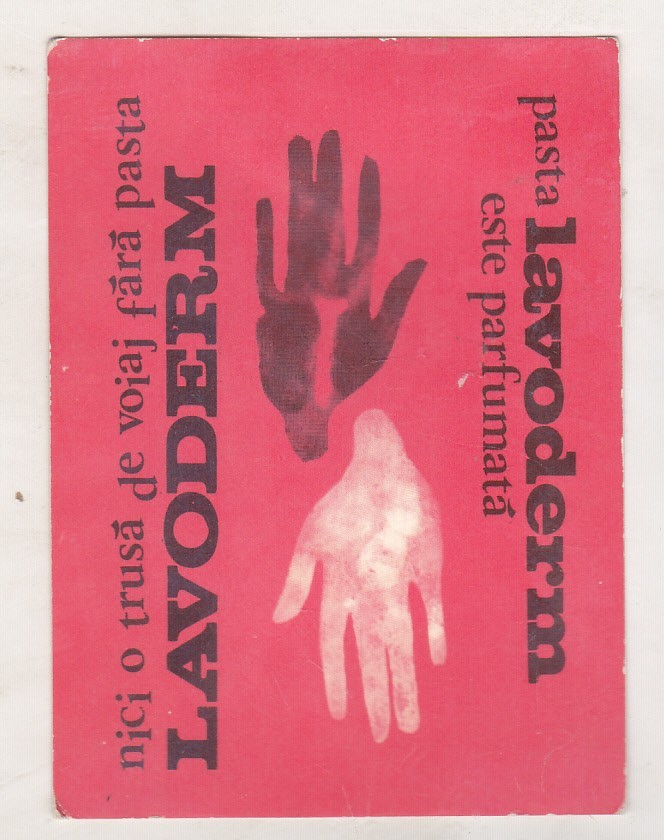 nici o trusă de voiaj fără pasta
LAVODERM
pasta lavoderm
este parfumată